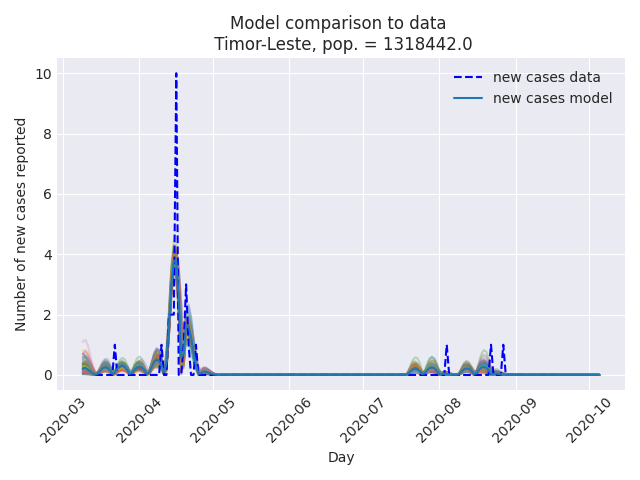 Model comparison to data
Timor-Leste, pop. = 1318442.0
new cases data
new cases model
Number of new cases reported
10
8
6
4
2
0
2020-03
2020-04
2020-05
2020-06
2020-07
2020-08
2020-09
2020-10
Day